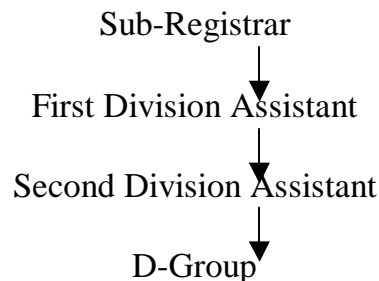 Sub-Registrar
First Division Assistant
Second Division Assistant
D-Group